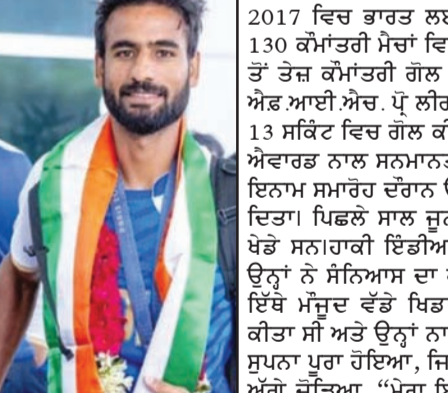 2017 ਵਿਚ ਭਾਰਤ ਲਈ
130 ਕੌਮਾਂਤਰੀ ਮੈਚਾਂ ਵਿ
ਤੋਂ ਤੇਜ਼ ਕੌਮਾਂਤਰੀ ਗੋਲ
ਐਫ.ਆਈ.ਐਚ. ਪ੍ਰੋ ਲੀਗ
13 ਸਕਿੰਟ ਵਿਚ ਗੋਲ ਕੀ
ਐਵਾਰਡ ਨਾਲ ਸਨਮਾਨਤ
ਇਨਾਮ ਸਮਾਰੋਹ ਦੌਰਾਨ
ਦਿਤਾ। ਪਿਛਲੇ ਸਾਲ ਜੂਨ
ਖੇਡੇ ਸਨ।ਹਾਕੀ ਇੰਡੀਆ
ਉਨ੍ਹਾਂ ਨੇ ਸੰਨਿਆਸ ਦਾ
ਇੱਥੇ ਮੌਜੂਦ ਵੱਡੇ ਖਿਡ
ਕੀਤਾ ਸੀ ਅਤੇ ਉਨ੍ਹਾਂ ਨਾ
ਸੁਪਨਾ ਪੂਰਾ ਹੋਇਆ, ਜਿ
ਅੱਗੇ ਜੋੜਿਆ, “ਮੇਰਾ ਇ